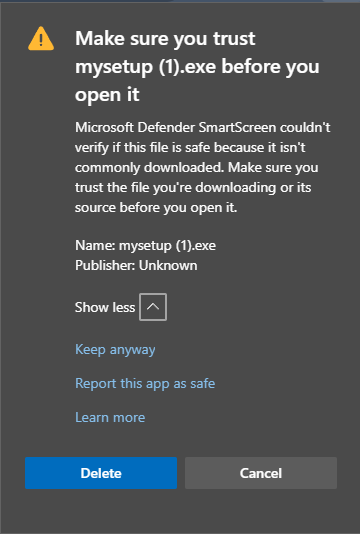 Make sure you trust
mysetup (1).exe before you
open it
Microsoft Defender SmartScreen couldn't
verify if this file is safe because it isn't
commonly downloaded. Make sure you
trust the file you're downloading or its
source before you open it.
Name: mysetup (1).exe
Publisher: Unknown
Show less
Keep anyway
Report this app as safe
Learn more
Delete
Cancel